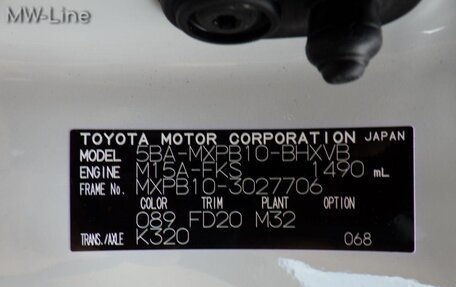 MW-Line
TOYOTA MOTOR CORPORATION JAPAN
MODEL 5BA-MXPB10-BHXVB
ENGINE M15A-FKS 1490 mL
FRAME No. MXPB10-3027706
COLOR TRIM PLANT OPTION
089 FD20 M32
TRANS./AXLE K320 068